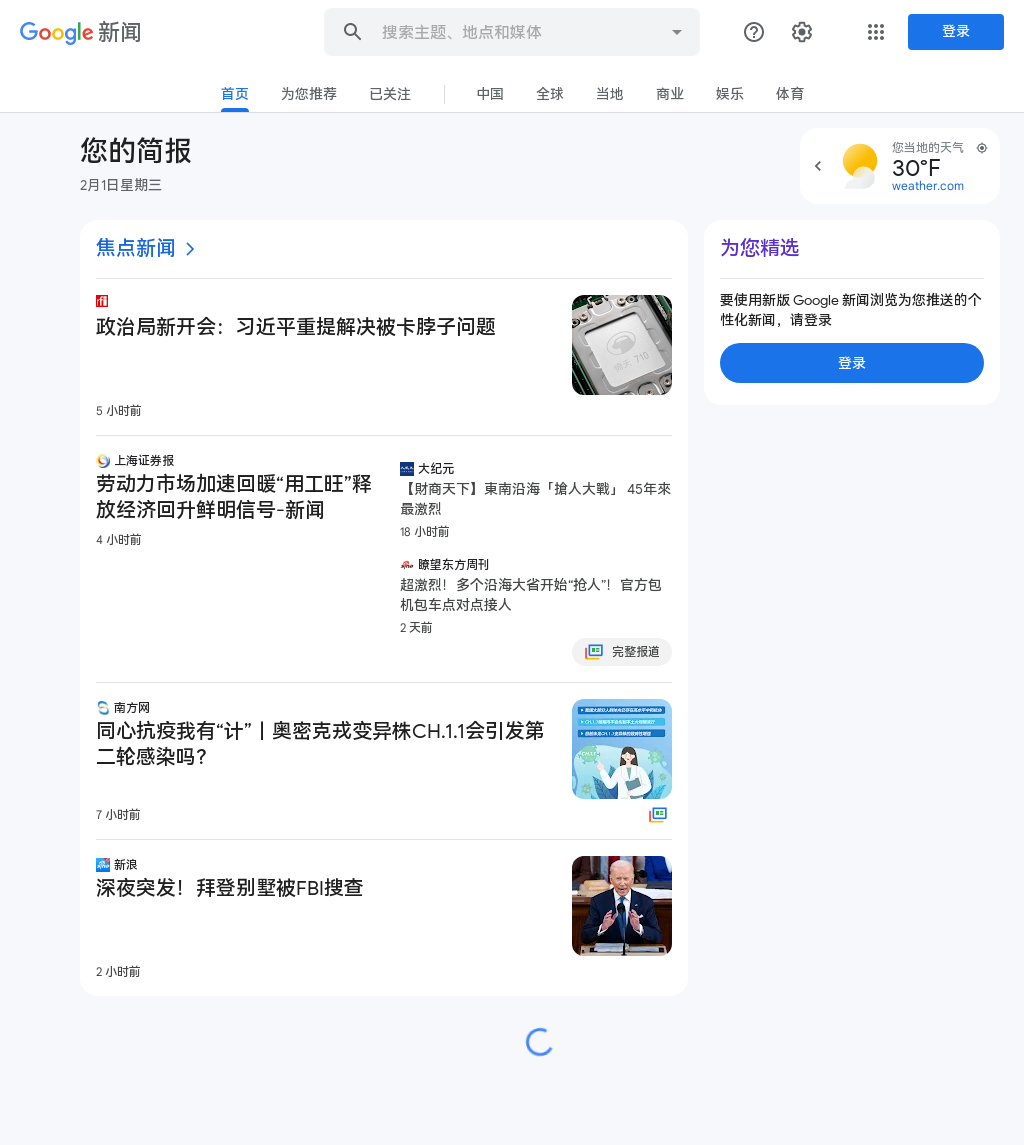 Google 新闻
搜索主题、地点和媒体
登录
首页
为您推荐
已关注
中国
全球
当地
商业
娱乐
体育
您的简报
2月1日星期三
您当地的天气
30°F
weather.com
焦点新闻
政治局新开会：习近平重提解决被卡脖子问题
倚天 710
5 小时前
上海证券报
劳动力市场加速回暖“用工旺”释
放经济回升鲜明信号-新闻
4 小时前
大纪元
【財商天下】東南沿海「搶人大戰」 45年來
最激烈
18 小时前
瞭望东方周刊
超激烈！多个沿海大省开始“抢人”！官方包
机包车点对点接人
2 天前
完整报道
南方网
同心抗疫我有“计”丨奥密克戎变异株CH.1.1会引发第
二轮感染吗？
7 小时前
新浪
深夜突发！拜登别墅被FBI搜查
2 小时前
为您精选
要使用新版 Google 新闻浏览为您推送的个
性化新闻，请登录
登录